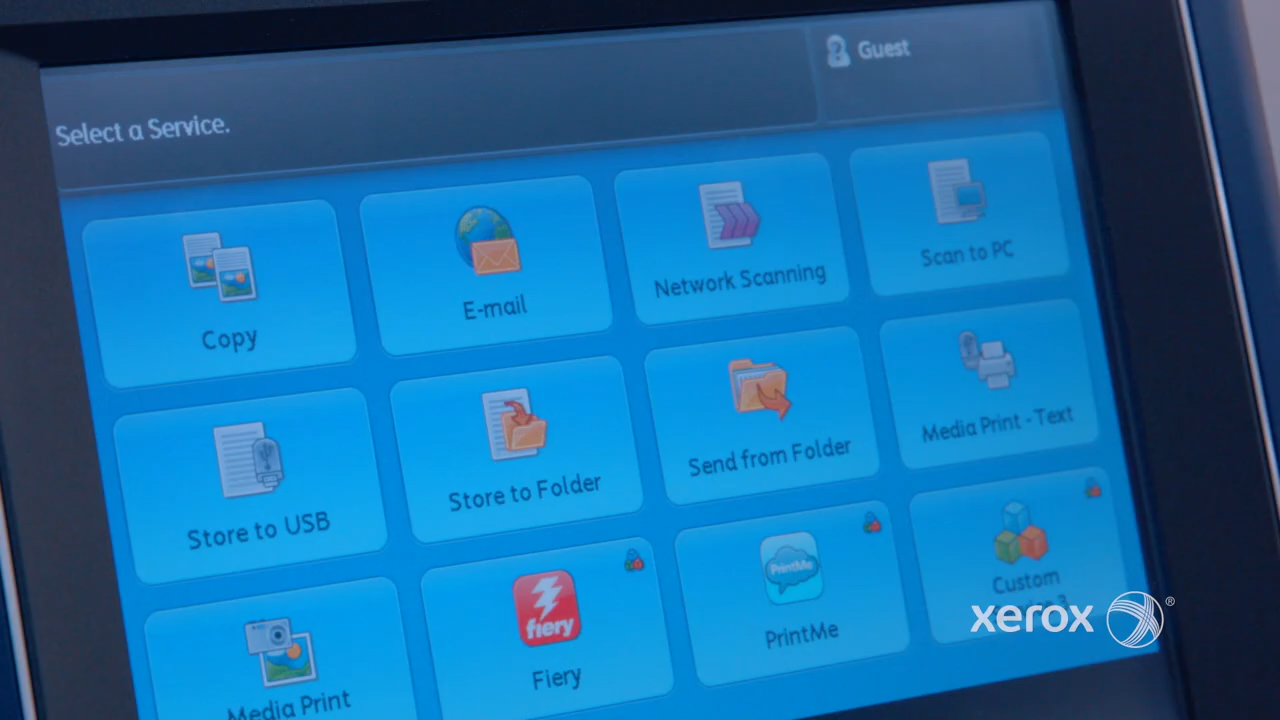 Guest
Select a Service.
Copy
E-mail
Network Scanning
Scan to PC
Store to USB
Store to Folder
Send from Folder
Media Print - Text
Media Print
fiery
Fiery
PrintMe
PrintMe
Custom
xerox ®